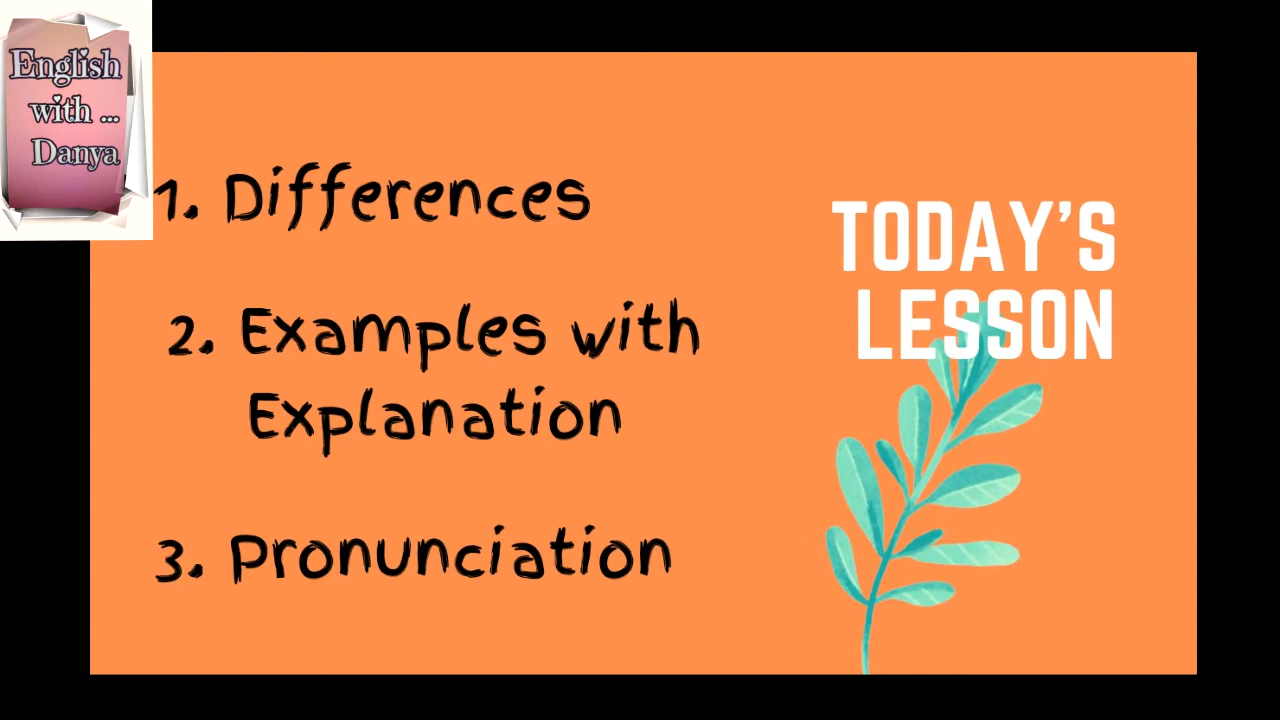 English
with ...
Danya
1. Differences
2. Examples with
Explanation
3. Pronunciation
TODAY'S
LESSON